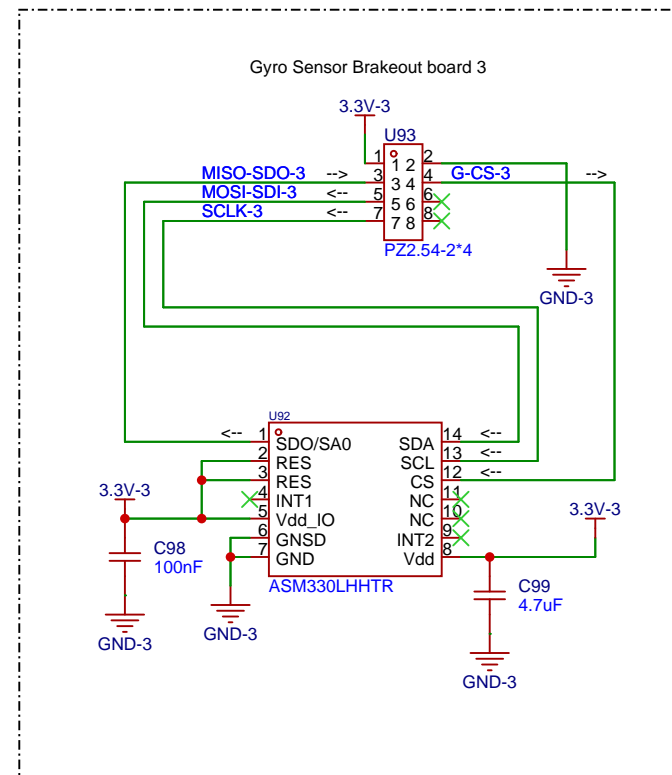 Gyro Sensor Brakeout board 3
3.3V-3
U93
1 1 2 2
MISO-SDO-3 --> 3 3 4 4 G-CS-3 -->
MOSI-SDI-3 <-- 5 5 6 6
SCLK-3 <-- 7 7 8 8
PZ2.54-2*4
GND-3
U92
<-- 1 SDO/SA0 SDA 14 <--
2 RES SCL 13 <--
3 RES CS 12 <--
3.3V-3
4 INT1 NC 11
5 Vdd_IO NC 10
3.3V-3
6 GNSD INT2 9
7 GND Vdd 8
C98
100nF
ASM330LHHTR
C99
4.7uF
GND-3
GND-3
GND-3